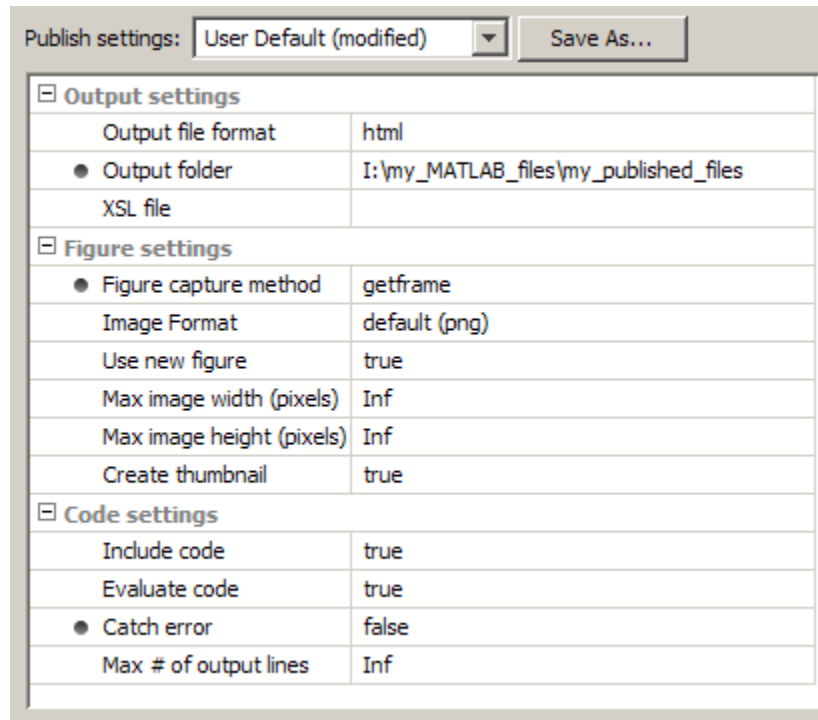 Publish settings: User Default (modified) Save As...
Output settings
Output file format html
Output folder I:\my_MATLAB_files\my_published_files
XSL file
Figure settings
Figure capture method getframe
Image Format default (png)
Use new figure true
Max image width (pixels) Inf
Max image height (pixels) Inf
Create thumbnail true
Code settings
Include code true
Evaluate code true
Catch error false
Max # of output lines Inf